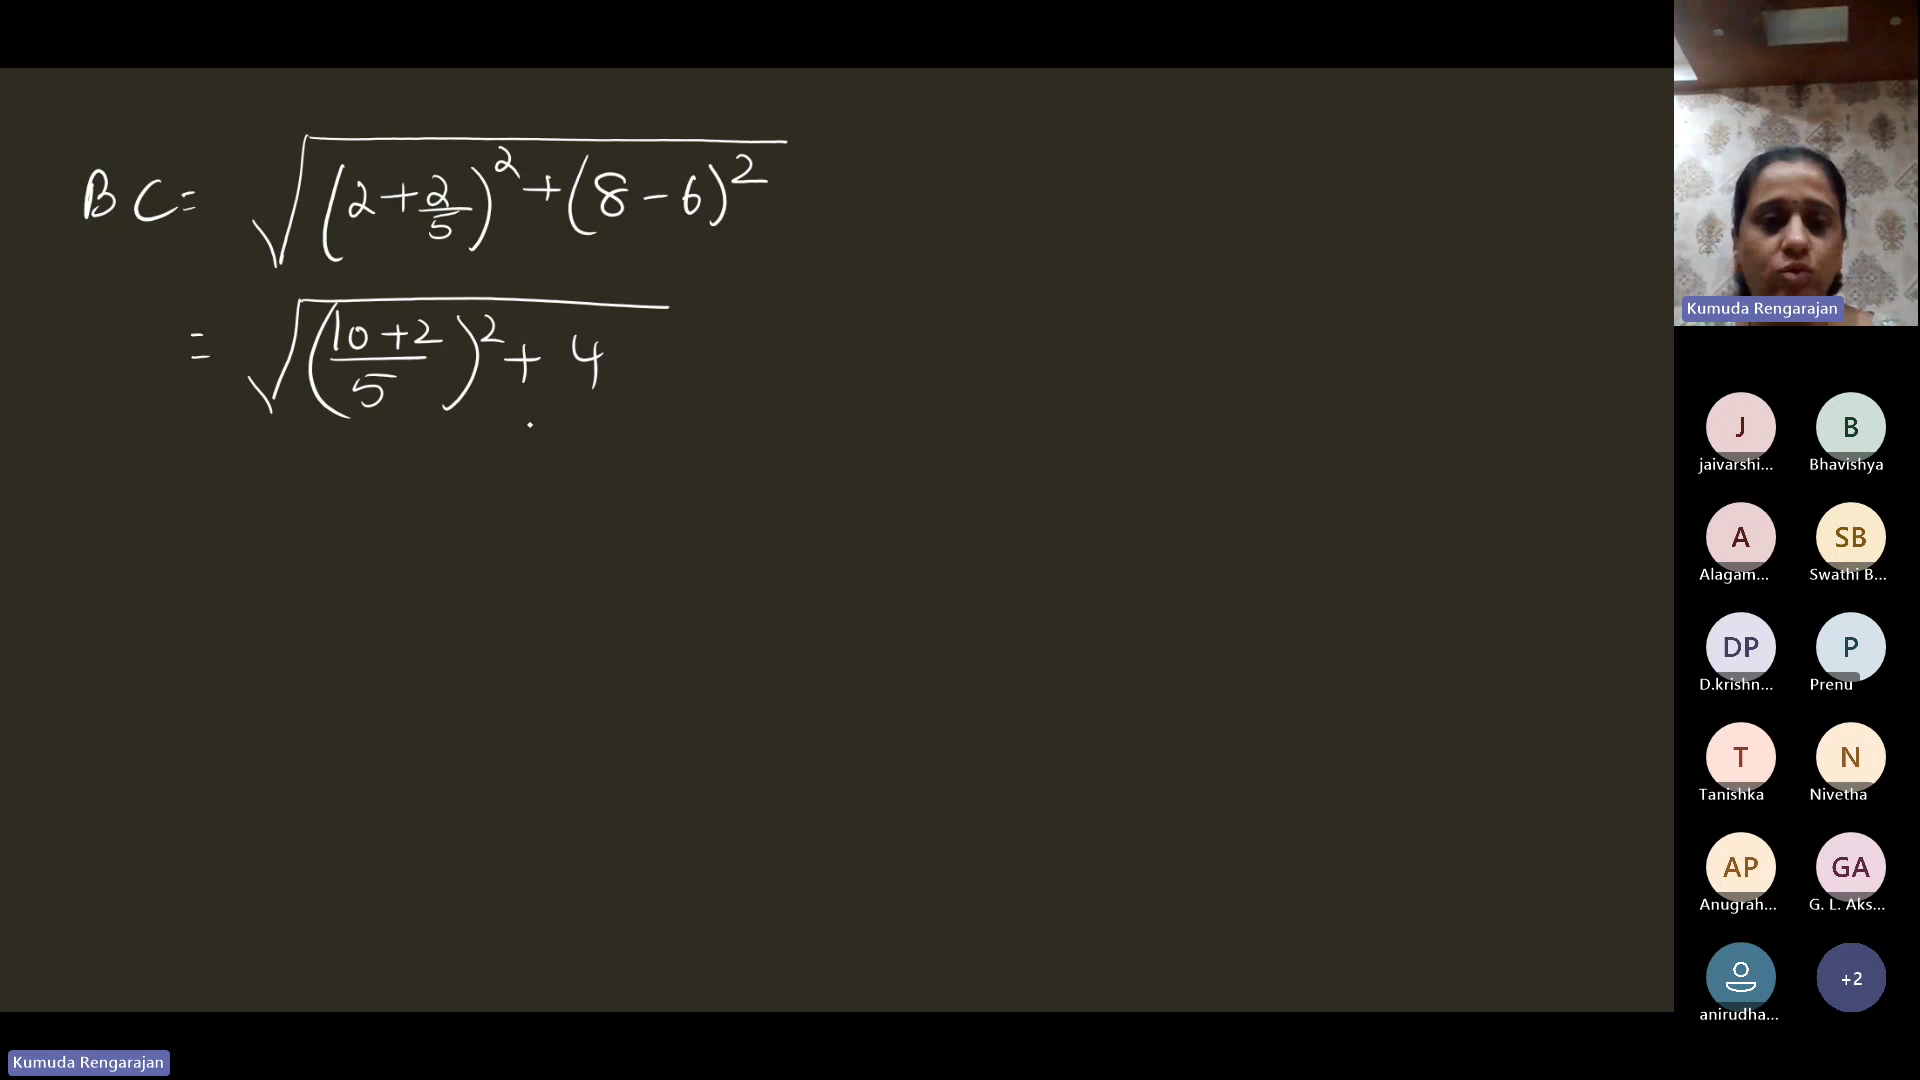 BC= √(2+2/5)²+(8-6)²
= √(10+2/5)²+ 4
Kumuda Rengarajan
J
B
jaivarshi...
Bhavishya
A
SB
Alagam...
Swathi B...
DP
P
D.krishn...
Prenu
T
N
Tanishka
Nivetha
AP
GA
Anugrah...
G. L. Aks...
+2
anirudha...
Kumuda Rengarajan